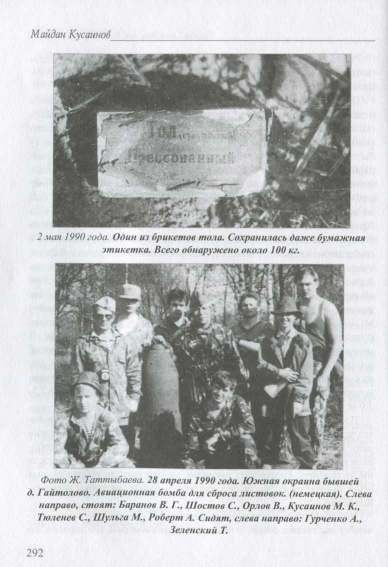 Майдан Кусаинов
ТОЛ
Прессованный
2 мая 1990 года. Один из брикетов тола. Сохранилась даже бумажная
этикетка. Всего обнаружено около 100 кг.
Фото Ж. Таттыбаева. 28 апреля 1990 года. Южная окраина бывшей
д. Гайтолово. Авиационная бомба для сброса листовок. (немецкая). Слева
направо, стоят: Баранов В. Г., Шостов С., Орлов В., Кусаинов М. К.,
Тюленев С., Шульга М., Роберт А. Сидят, слева направо: Гурченко А.,
Зеленский Т.
292